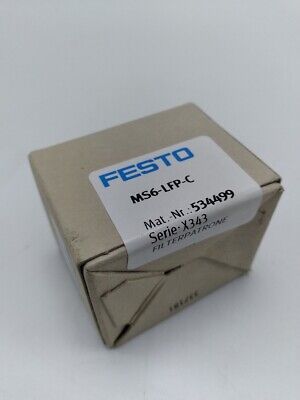 FESTO
MS6-LFP-C
Mat.-Nr.:534499
Serie:X343
FILTERPATRONE